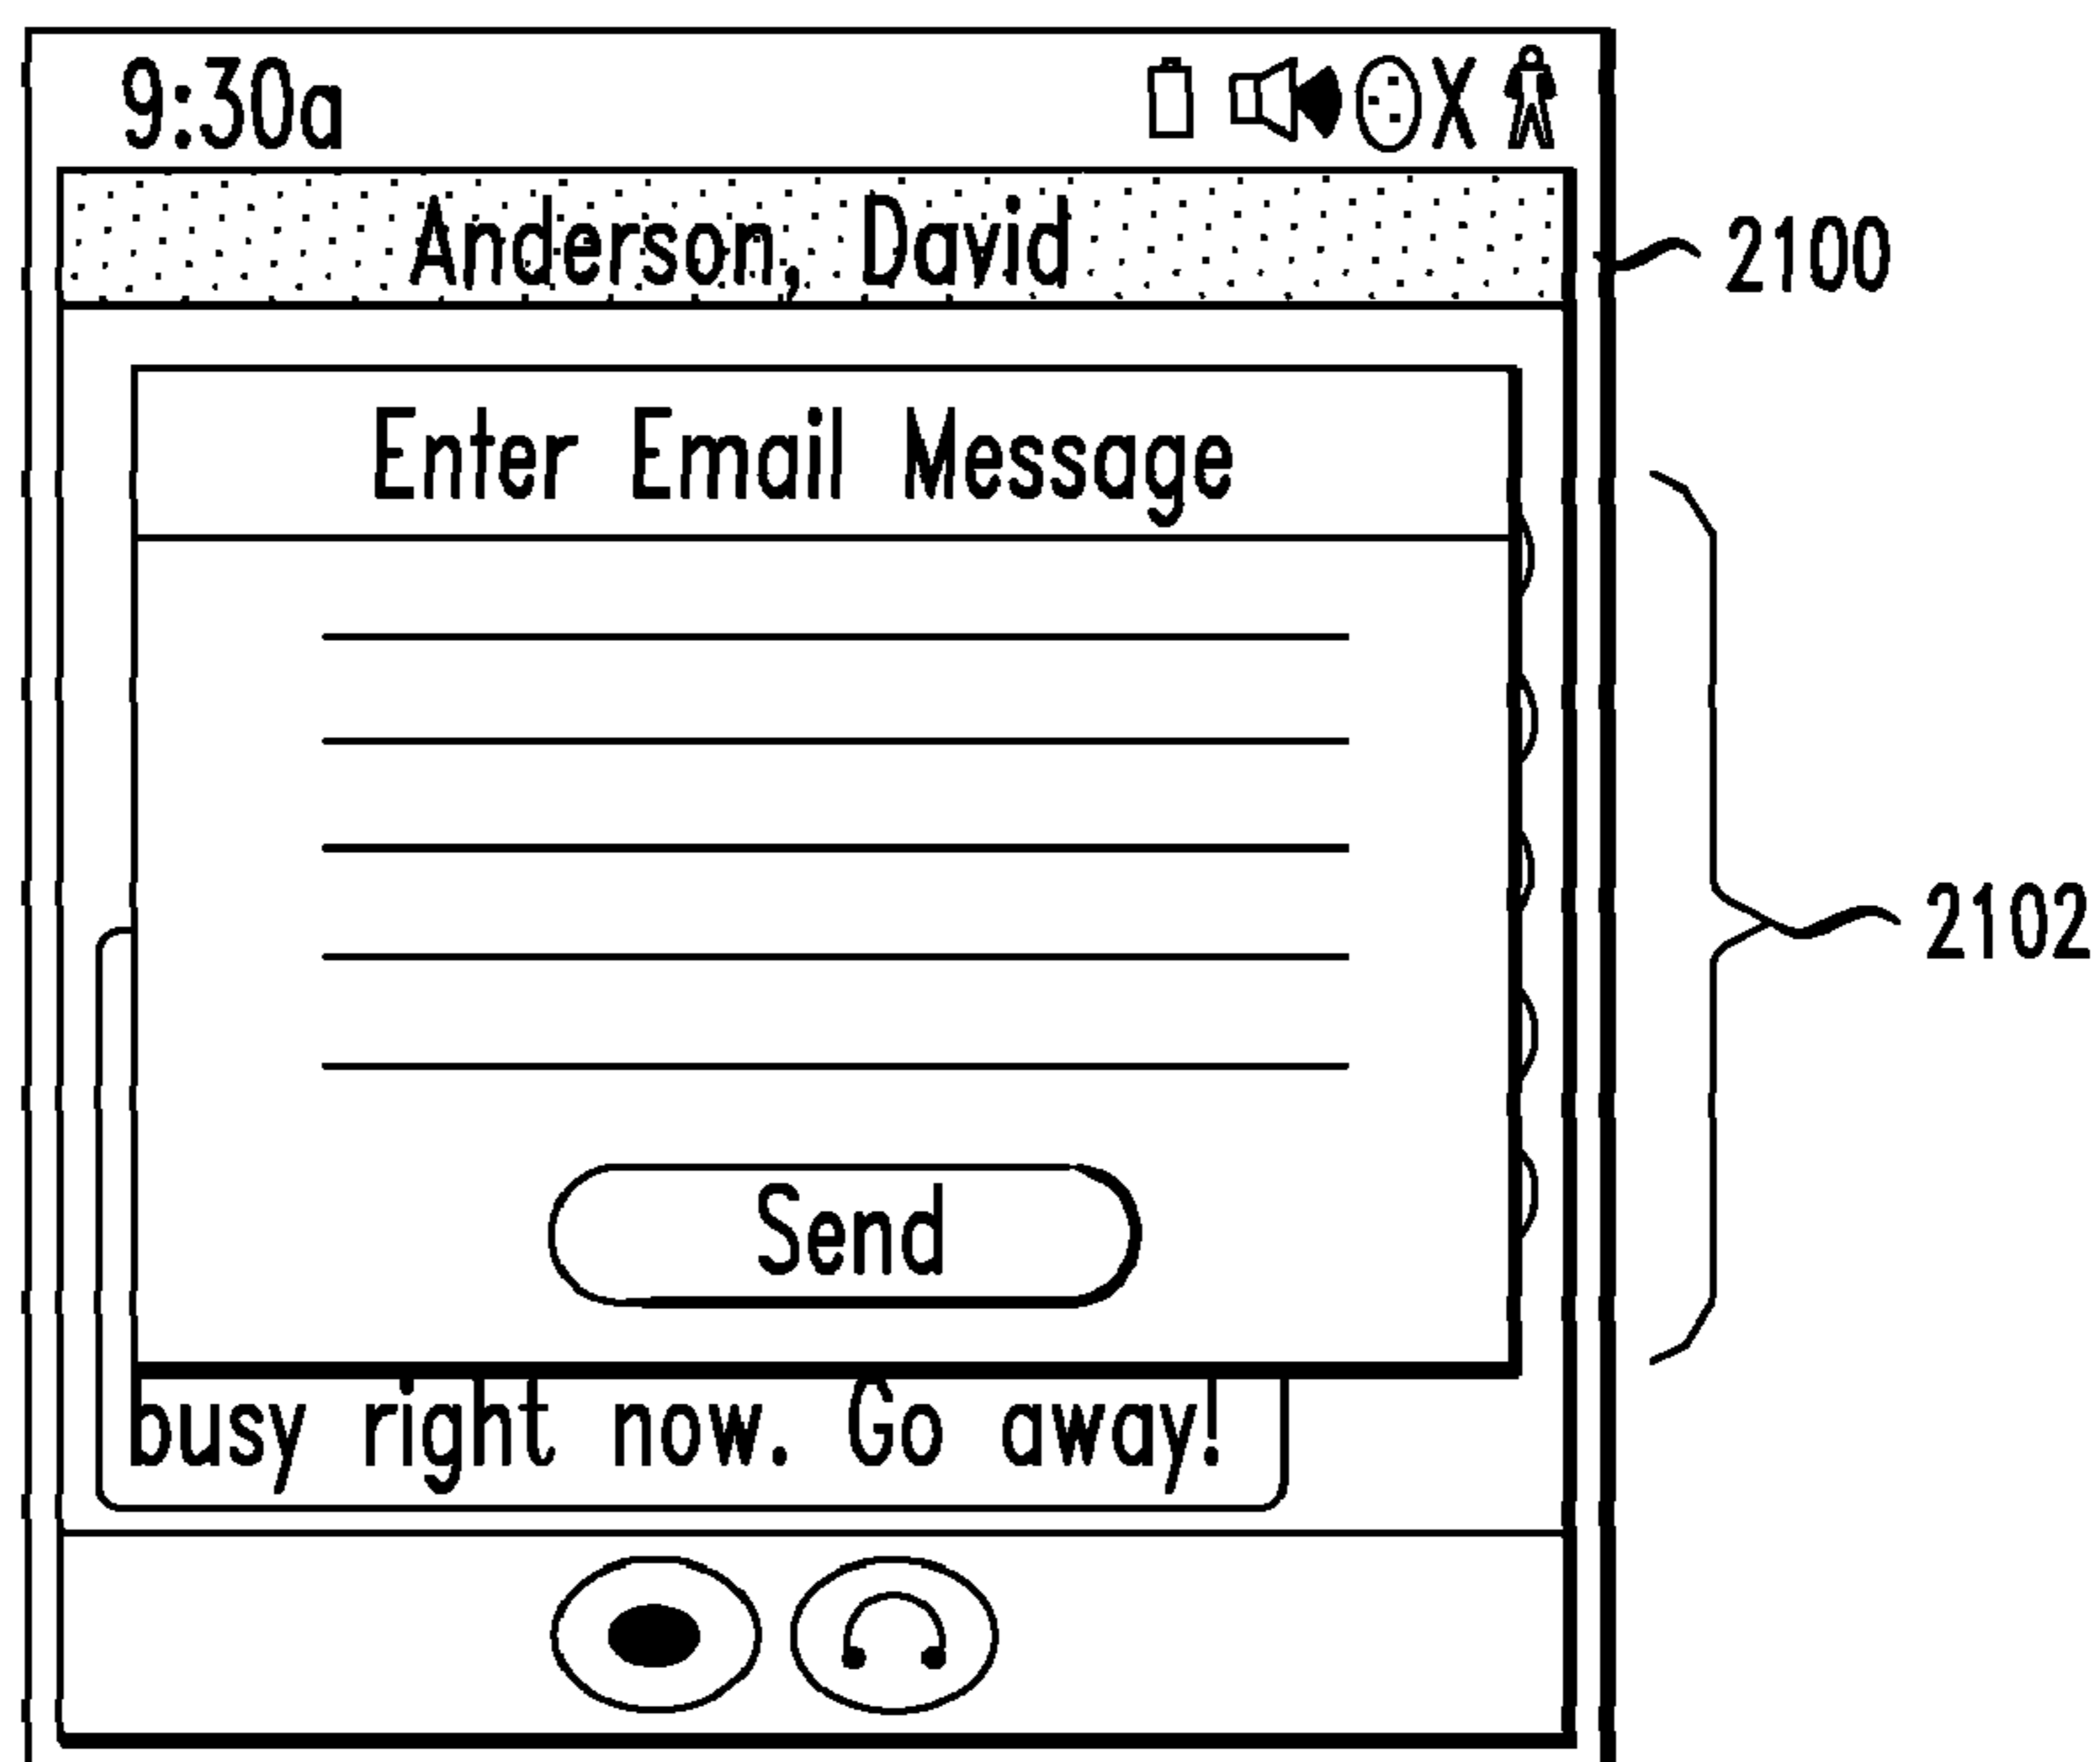 9:30a X
Anderson, David
2100
Enter Email Message
2102
Send
busy right now. Go away!